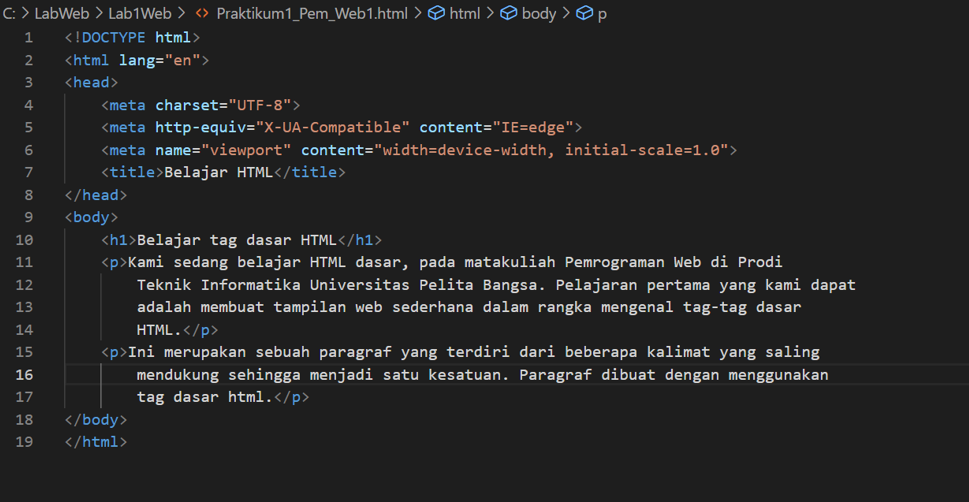 C: > LabWeb > Lab1Web > <> Praktikum1_Pem_Web1.html > html > body > p
1 <!DOCTYPE html>
2 <html lang="en">
3 <head>
4     <meta charset="UTF-8">
5     <meta http-equiv="X-UA-Compatible" content="IE=edge">
6     <meta name="viewport" content="width=device-width, initial-scale=1.0">
7     <title>Belajar HTML</title>
8 </head>
9 <body>
10     <h1>Belajar tag dasar HTML</h1>
11     <p>Kami sedang belajar HTML dasar, pada matakuliah Pemrograman Web di Prodi
12         Teknik Informatika Universitas Pelita Bangsa. Pelajaran pertama yang kami dapat
13         adalah membuat tampilan web sederhana dalam rangka mengenal tag-tag dasar
14         HTML.</p>
15     <p>Ini merupakan sebuah paragraf yang terdiri dari beberapa kalimat yang saling
16         mendukung sehingga menjadi satu kesatuan. Paragraf dibuat dengan menggunakan
17         tag dasar html.</p>
18 </body>
19 </html>